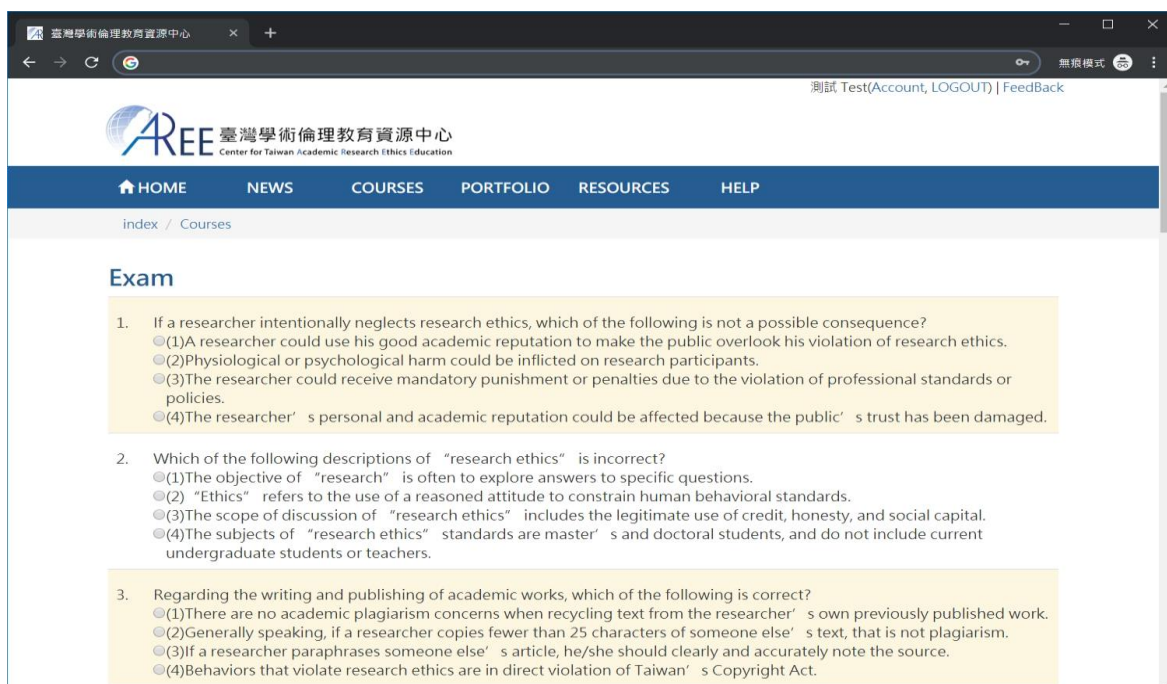 臺灣學術倫理教育資源中心
無痕模式
測試 Test(Account, LOGOUT) | FeedBack
AREE 臺灣學術倫理教育資源中心
Center for Taiwan Academic Research Ethics Education
HOME NEWS COURSES PORTFOLIO RESOURCES HELP
index / Courses
Exam
1. If a researcher intentionally neglects research ethics, which of the following is not a possible consequence?
(1)A researcher could use his good academic reputation to make the public overlook his violation of research ethics.
(2)Physiological or psychological harm could be inflicted on research participants.
(3)The researcher could receive mandatory punishment or penalties due to the violation of professional standards or
policies.
(4)The researcher’ s personal and academic reputation could be affected because the public’ s trust has been damaged.
2. Which of the following descriptions of “research ethics” is incorrect?
(1)The objective of “research” is often to explore answers to specific questions.
(2) “Ethics” refers to the use of a reasoned attitude to constrain human behavioral standards.
(3)The scope of discussion of “research ethics” includes the legitimate use of credit, honesty, and social capital.
(4)The subjects of “research ethics” standards are master’ s and doctoral students, and do not include current
undergraduate students or teachers.
3. Regarding the writing and publishing of academic works, which of the following is correct?
(1)There are no academic plagiarism concerns when recycling text from the researcher’ s own previously published work.
(2)Generally speaking, if a researcher copies fewer than 25 characters of someone else’ s text, that is not plagiarism.
(3)If a researcher paraphrases someone else’ s article, he/she should clearly and accurately note the source.
(4)Behaviors that violate research ethics are in direct violation of Taiwan’ s Copyright Act.